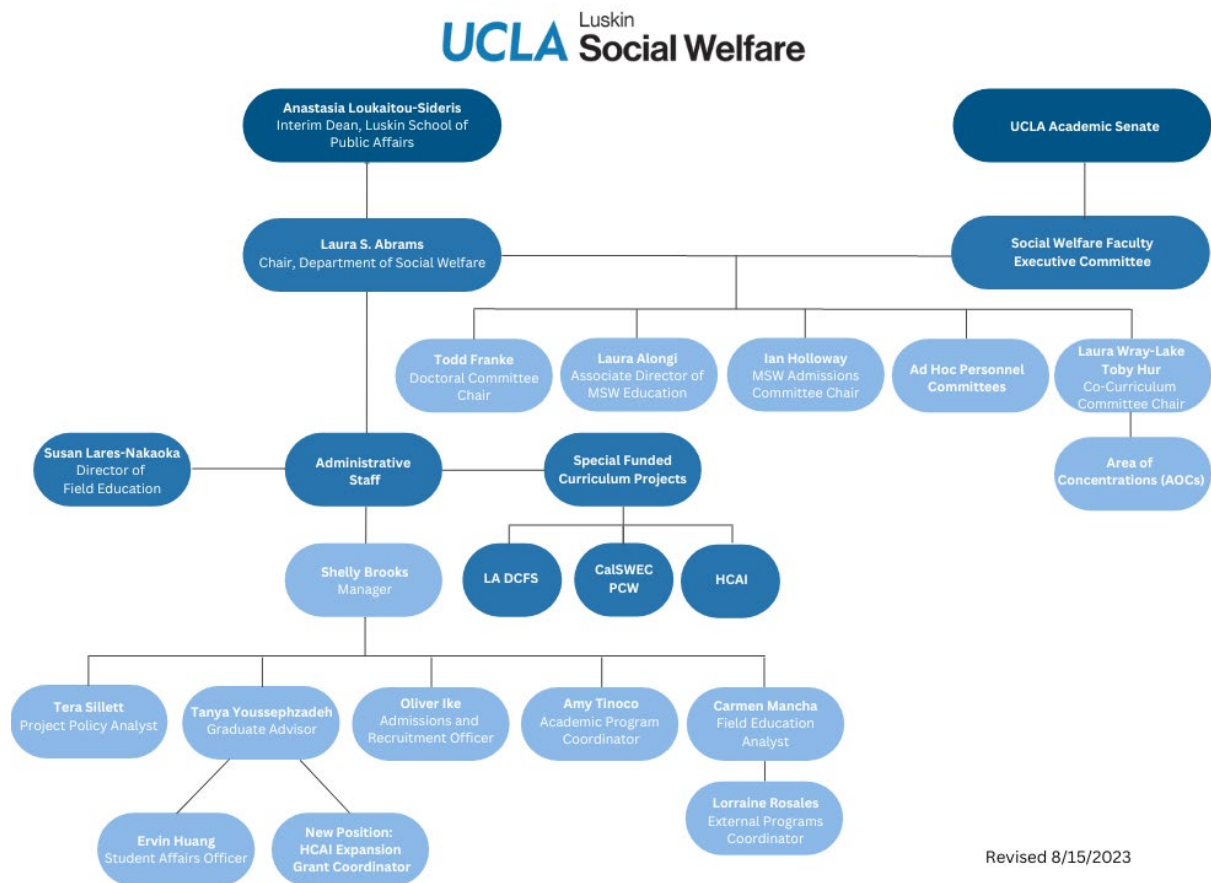 UCLA Luskin
Social Welfare
Anastasia Loukaitou-Sideris
Interim Dean, Luskin School of
Public Affairs
UCLA Academic Senate
Laura S. Abrams
Chair, Department of Social Welfare
Social Welfare Faculty
Executive Committee
Todd Franke
Doctoral Committee
Chair
Laura Alongi
Associate Director of
MSW Education
Ian Holloway
MSW Admissions
Committee Chair
Ad Hoc Personnel
Committees
Laura Wray-Lake
Toby Hur
Co-Curriculum
Committee Chair
Susan Lares-Nakaoka
Director of
Field Education
Administrative
Staff
Special Funded
Curriculum Projects
Area of
Concentrations (AOCs)
Shelly Brooks
Manager
LA DCFS
CalSWEC
PCW
HCAI
Tera Sillett
Project Policy Analyst
Tanya Youssephzadeh
Graduate Advisor
Oliver Ike
Admissions and
Recruitment Officer
Amy Tinoco
Academic Program
Coordinator
Carmen Mancha
Field Education
Analyst
Ervin Huang
Student Affairs Officer
New Position:
HCAI Expansion
Grant Coordinator
Lorraine Rosales
External Programs
Coordinator
Revised 8/15/2023